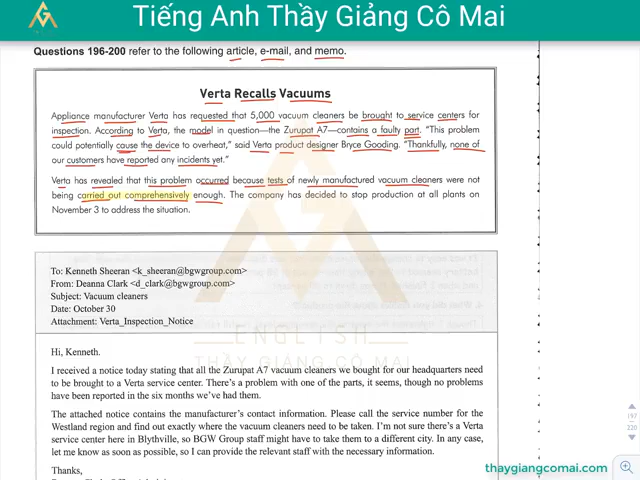 Tiếng Anh Thầy Giảng Cô Mai
Questions 196-200 refer to the following article, e-mail, and memo.
Verta Recalls Vacuums
Appliance manufacturer Verta has requested that 5,000 vacuum cleaners be brought to service centers for
inspection. According to Verta, the model in question—the Zurupat A7—contains a faulty part. "This problem
could potentially cause the device to overheat," said Verta product designer Bryce Gooding. "Thankfully, none of
our customers have reported any incidents yet."
Verta has revealed that this problem occurred because tests of newly manufactured vacuum cleaners were not
being carried out comprehensively enough. The company has decided to stop production at all plants on
November 3 to address the situation.
To: Kenneth Sheeran <k_sheeran@bgwgroup.com>
From: Deanna Clark <d_clark@bgwgroup.com>
Subject: Vacuum cleaners
Date: October 30
Attachment: Verta_Inspection_Notice
ENGLISH
THẦY GIẢNG CÔ MAI
Hi, Kenneth.
I received a notice today stating that all the Zurupat A7 vacuum cleaners we bought for our headquarters need
to be brought to a Verta service center. There's a problem with one of the parts, it seems, though no problems
have been reported in the six months we've had them.
The attached notice contains the manufacturer's contact information. Please call the service number for the
Westland region and find out exactly where the vacuum cleaners need to be taken. I'm not sure there's a Verta
service center here in Blythville, so BGW Group staff might have to take them to a different city. In any case,
let me know as soon as possible, so I can provide the relevant staff with the necessary information.
Thanks,
197
220
thaygiangcomai.com